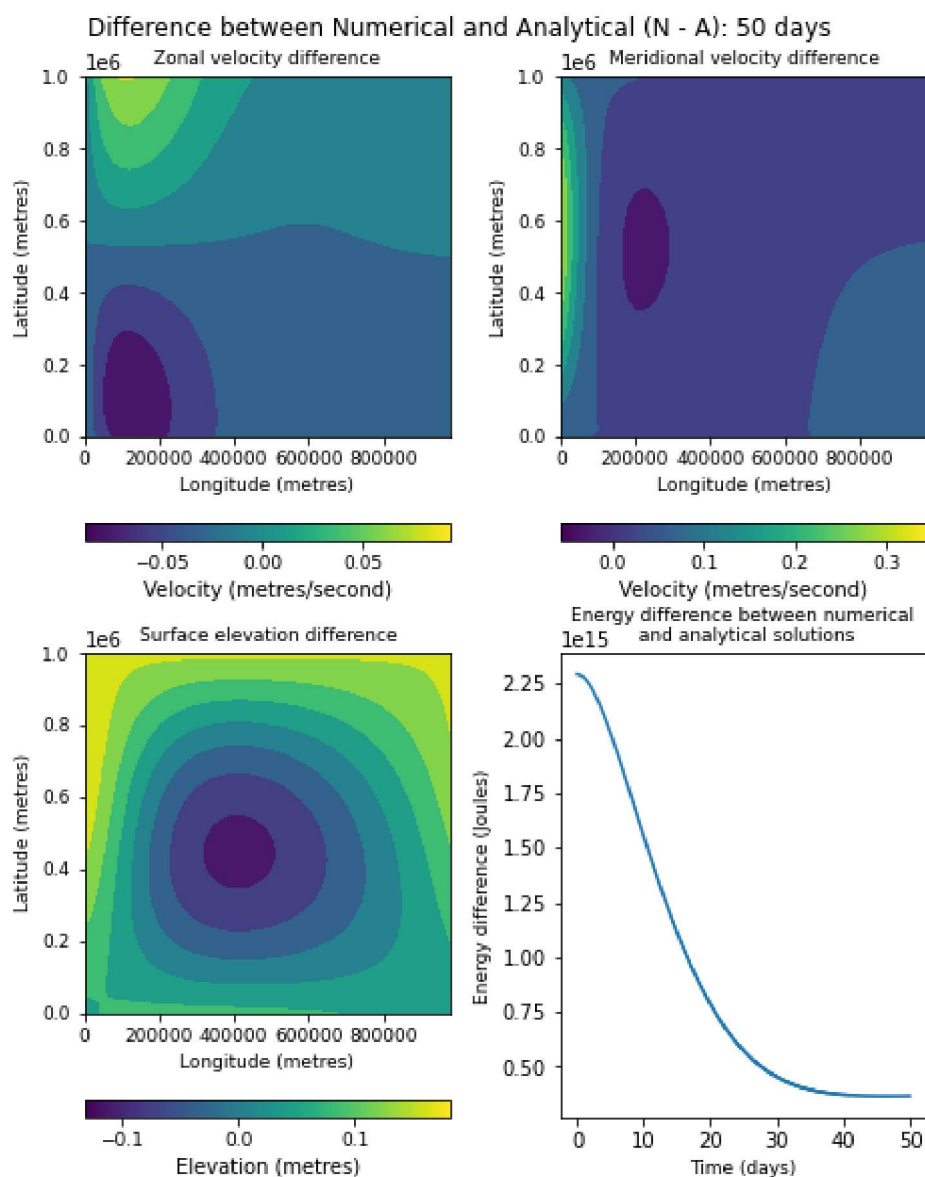 Difference between Numerical and Analytical (N - A): 50 days
1e6
Zonal velocity difference
1.0
0.8
0.6
0.4
0.2
0.0
Latitude (metres)
0
200000
400000
600000
800000
Longitude (metres)
−0.05
0.00
0.05
Velocity (metres/second)
1e6
Meridional velocity difference
1.0
0.8
0.6
0.4
0.2
0.0
Latitude (metres)
0
200000
400000
600000
800000
Longitude (metres)
0.0
0.1
0.2
0.3
Velocity (metres/second)
1e6
Surface elevation difference
1.0
0.8
0.6
0.4
0.2
0.0
Latitude (metres)
0
200000
400000
600000
800000
Longitude (metres)
−0.1
0.0
0.1
Elevation (metres)
Energy difference between numerical
and analytical solutions
1e15
2.25
2.00
1.75
1.50
1.25
1.00
0.75
0.50
Energy difference (Joules)
0
10
20
30
40
50
Time (days)